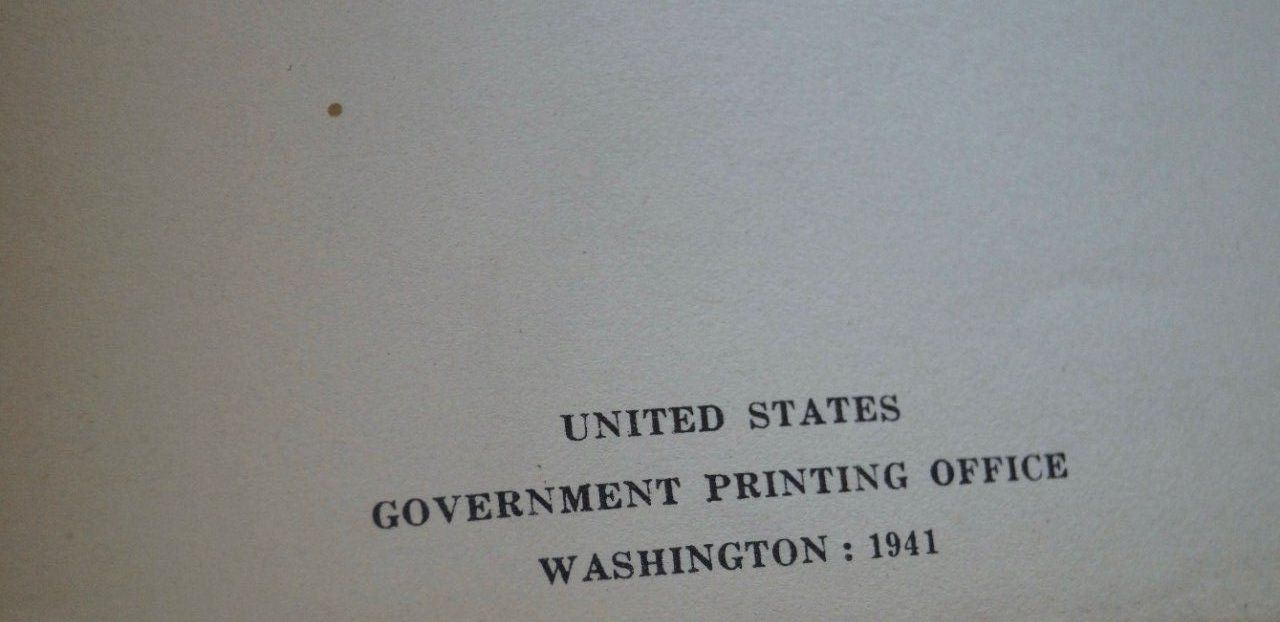 UNITED STATES
GOVERNMENT PRINTING OFFICE
WASHINGTON : 1941